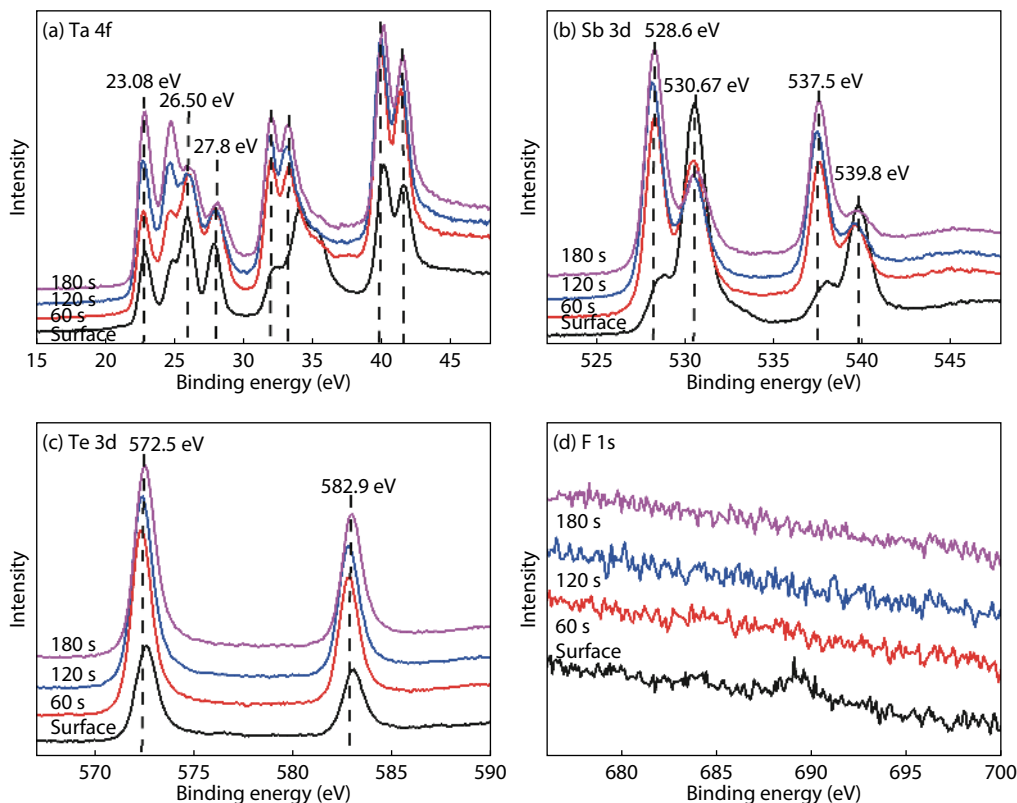 (a) Ta 4f
23.08 eV
26.50 eV
27.8 eV
180 s
120 s
60 s
Surface
15 20 25 30 35 40 45
Binding energy (eV)
Intensity
(b) Sb 3d
528.6 eV
530.67 eV
537.5 eV
539.8 eV
180 s
120 s
60 s
Surface
525 530 535 540 545
Binding energy (eV)
Intensity
(c) Te 3d
572.5 eV
582.9 eV
180 s
120 s
60 s
Surface
570 575 580 585 590
Binding energy (eV)
Intensity
(d) F 1s
180 s
120 s
60 s
Surface
680 685 690 695 700
Binding energy (eV)
Intensity